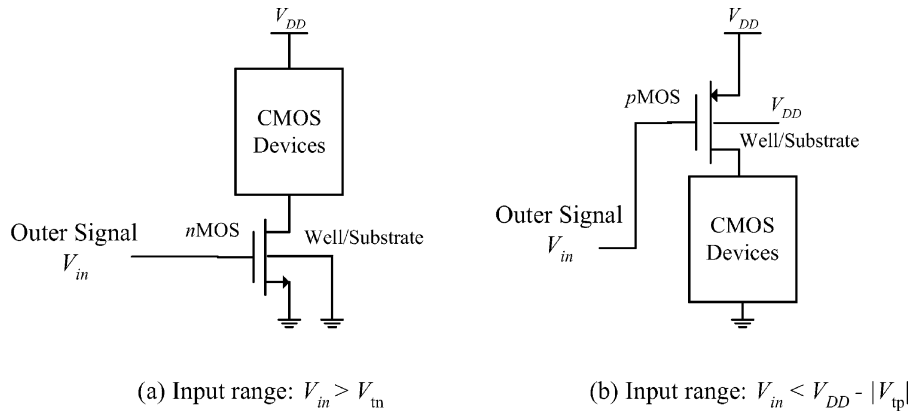 V_DD
CMOS
Devices
nMOS
Well/Substrate
Outer Signal
V_in
(a) Input range: V_in > V_tn
V_DD
pMOS
V_DD
Well/Substrate
Outer Signal
V_in
CMOS
Devices
(b) Input range: V_in < V_DD - |V_tp|